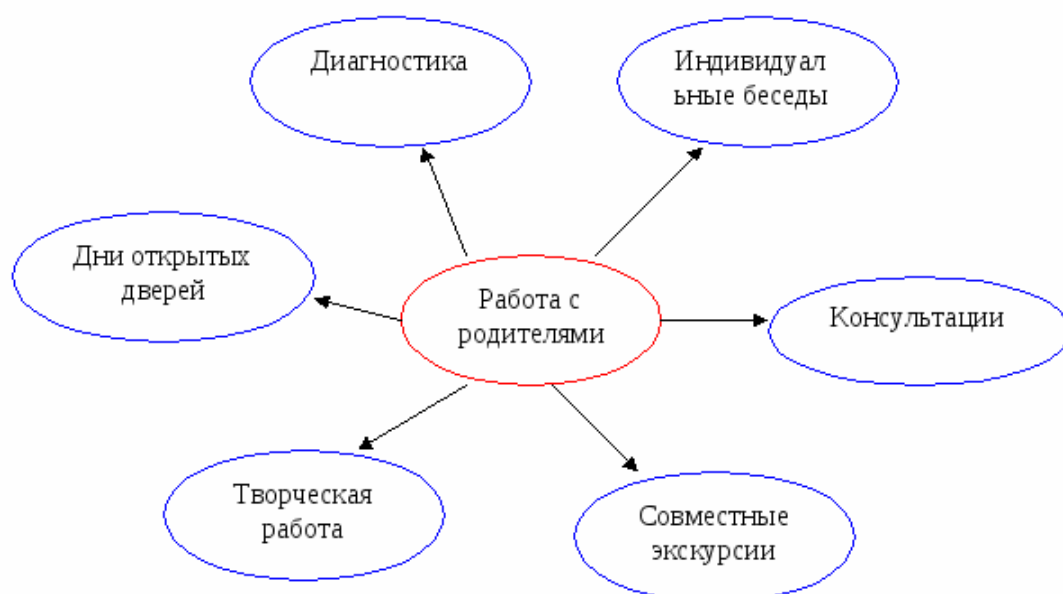 Диагностика
Индивидуал
ьные беседы
Дни открытых
дверей
Работа с
родителями
Консультации
Творческая
работа
Совместные
экскурсии